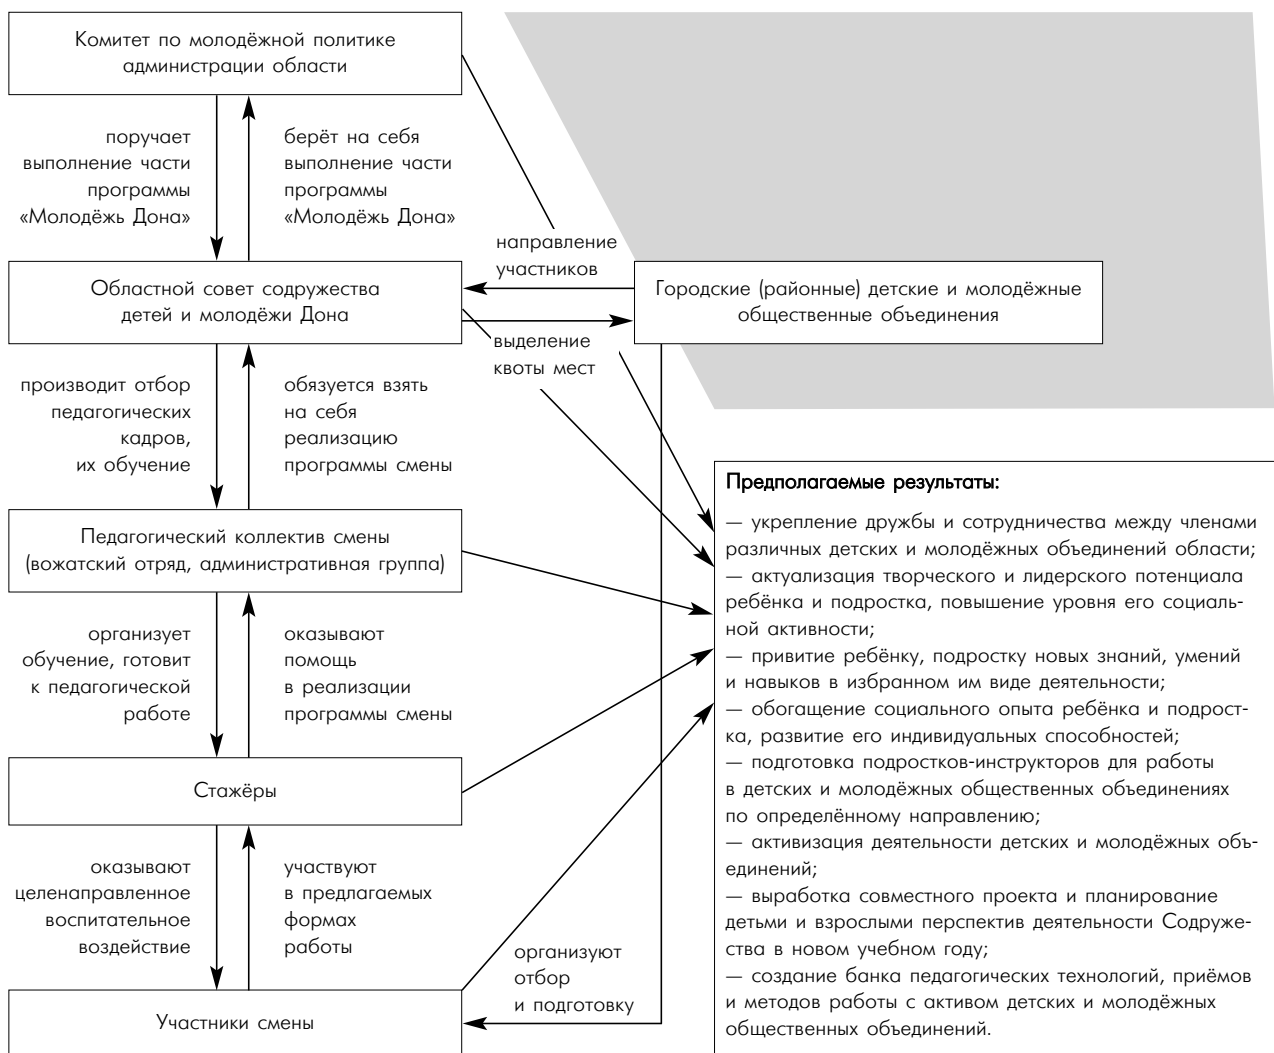 Комитет по молодёжной политике
администрации области
поручает
выполнение части
программы
«Молодёжь Дона»
берёт на себя
выполнение части
программы
«Молодёжь Дона»
направление
участников
Областной совет содружества
детей и молодёжи Дона
Городские (районные) детские и молодёжные
общественные объединения
выделение
квоты мест
производит отбор
педагогических
кадров,
их обучение
обязуется взять
на себя
реализацию
программы смены
Педагогический коллектив смены
(вожатский отряд, административная группа)
организует
обучение, готовит
к педагогической
работе
оказывают
помощь
в реализации
программы смены
Стажёры
оказывают
целенаправленное
воспитательное
воздействие
участвуют
в предлагаемых
формах
работы
организуют
отбор
и подготовку
Участники смены
Предполагаемые результаты:
— укрепление дружбы и сотрудничества между членами
различных детских и молодёжных объединений области;
— актуализация творческого и лидерского потенциала
ребёнка и подростка, повышение уровня его социаль-
ной активности;
— привитие ребёнку, подростку новых знаний, умений
и навыков в избранном им виде деятельности;
— обогащение социального опыта ребёнка и подрост-
ка, развитие его индивидуальных способностей;
— подготовка подростков-инструкторов для работы
в детских и молодёжных общественных объединениях
по определённому направлению;
— активизация деятельности детских и молодёжных объ-
единений;
— выработка совместного проекта и планирование
детьми и взрослыми перспектив деятельности Содруже-
ства в новом учебном году;
— создание банка педагогических технологий, приёмов
и методов работы с активом детских и молодёжных
общественных объединений.